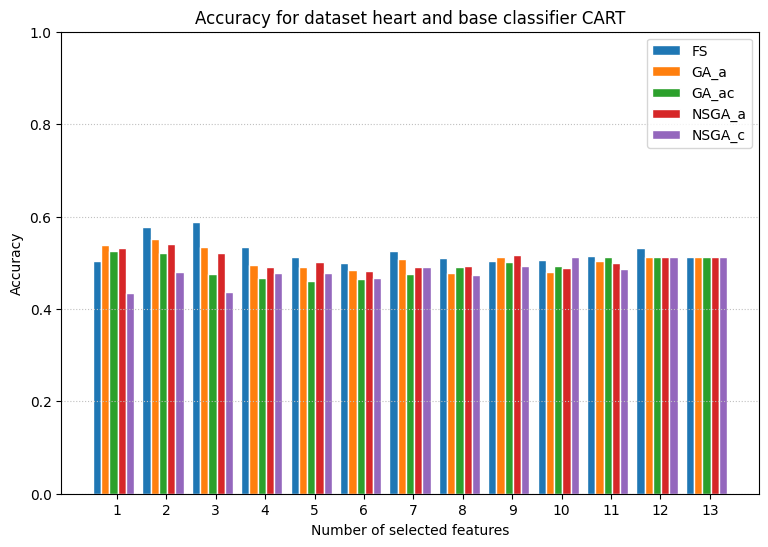 Accuracy for dataset heart and base classifier CART
1.0
0.8
0.6
0.4
0.2
0.0
Accuracy
FS
GA_a
GA_ac
NSGA_a
NSGA_c
1 2 3 4 5 6 7 8 9 10 11 12 13
Number of selected features